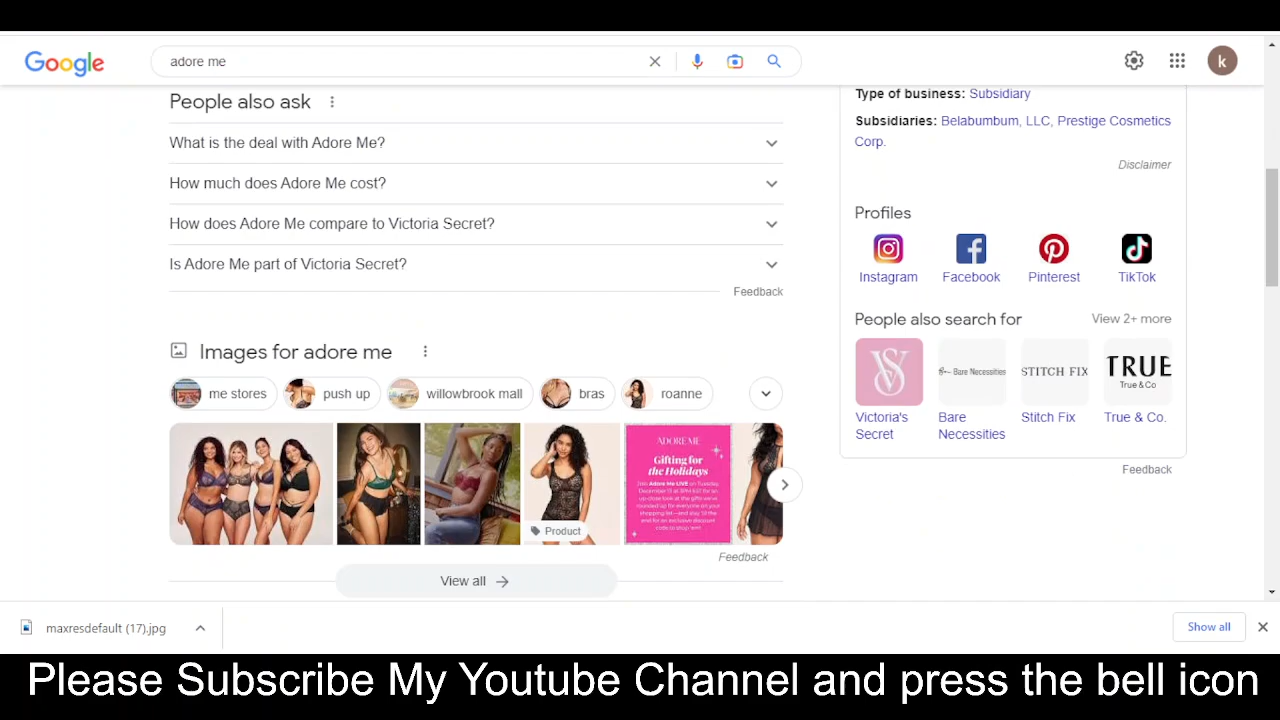 Google
adore me
k
People also ask
What is the deal with Adore Me?
How much does Adore Me cost?
How does Adore Me compare to Victoria Secret?
Is Adore Me part of Victoria Secret?
Feedback
Images for adore me
me stores
push up
willowbrook mall
bras
roanne
Product
ADOREME
Gifting for
the Holidays
Feedback
View all
Type of business: Subsidiary
Subsidiaries: Belabumbum, LLC, Prestige Cosmetics
Corp.
Disclaimer
Profiles
Instagram
Facebook
Pinterest
TikTok
People also search for
View 2+ more
VS
Bare Necessities
STITCH FIX
TRUE
True & Co
Victoria's
Secret
Bare
Necessities
Stitch Fix
True & Co.
Feedback
maxresdefault (17).jpg
Show all
Please Subscribe My Youtube Channel and press the bell icon